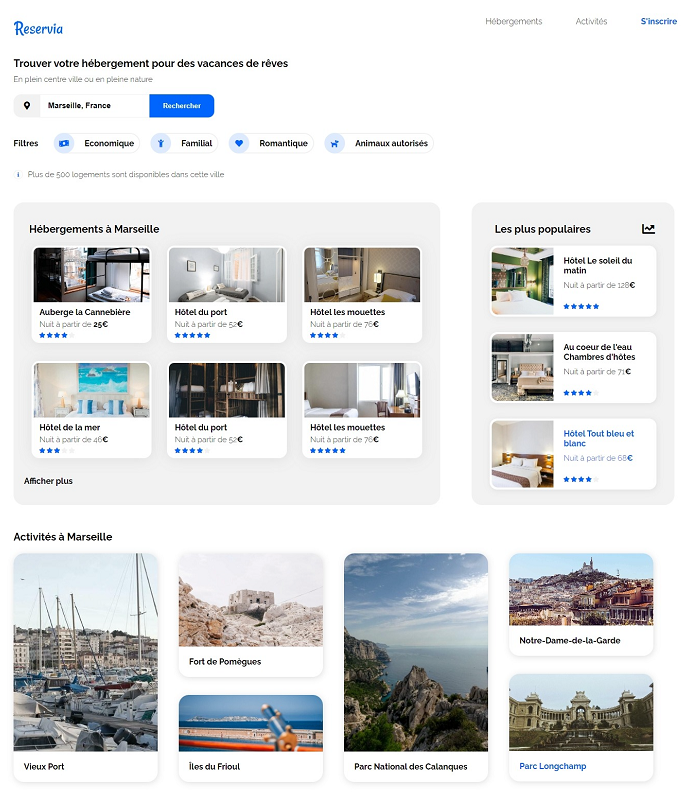 Reservia
Hébergements
Activités
S'inscrire
Trouver votre hébergement pour des vacances de rêves
En plein centre ville ou en pleine nature
Marseille, France
Rechercher
Filtres
Economique
Familial
Romantique
Animaux autorisés
Plus de 500 logements sont disponibles dans cette ville
Hébergements à Marseille
Auberge la Cannebière
Nuit à partir de 25€
Hôtel du port
Nuit à partir de 52€
Hôtel les mouettes
Nuit à partir de 76€
Hôtel de la mer
Nuit à partir de 46€
Hôtel du port
Nuit à partir de 52€
Hôtel les mouettes
Nuit à partir de 76€
Afficher plus
Les plus populaires
Hôtel Le soleil du
matin
Nuit à partir de 128€
Au coeur de l'eau
Chambres d'hôtes
Nuit à partir de 71€
Hôtel Tout bleu et
blanc
Nuit à partir de 68€
Activités à Marseille
Vieux Port
Fort de Pomègues
Îles du Frioul
Parc National des Calanques
Notre-Dame-de-la-Garde
Parc Longchamp